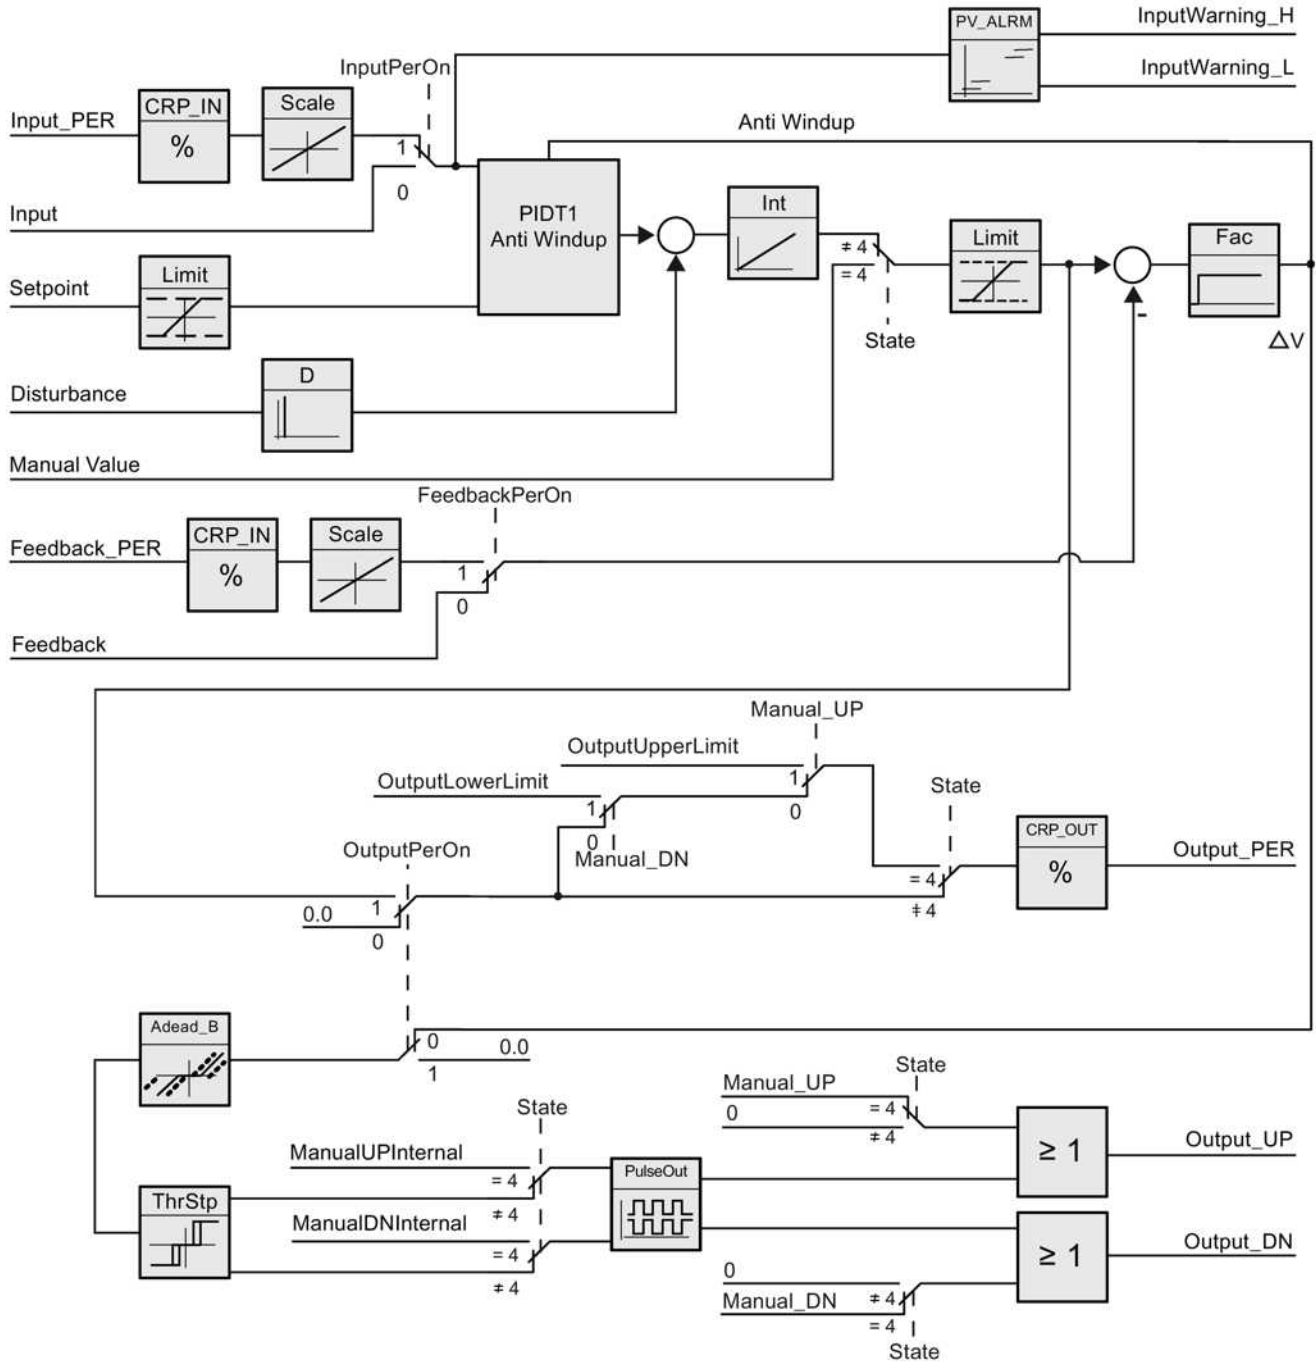 PV_ALRM
InputWarning_H
InputWarning_L
InputPerOn
Input_PER
CRP_IN
%
Scale
1
0
Anti Windup
Input
PIDT1
Anti Windup
Int
≠ 4
= 4
State
Limit
Fac
-
ΔV
Setpoint
Limit
Disturbance
D
Manual Value
FeedbackPerOn
Feedback_PER
CRP_IN
%
Scale
1
0
Feedback
Manual_UP
OutputUpperLimit
1
0
OutputLowerLimit
1
0
Manual_DN
State
= 4
≠ 4
CRP_OUT
%
Output_PER
OutputPerOn
0.0
1
0
Adead_B
0
0.0
1
State
Manual_UP
= 4
0
≠ 4
≥ 1
Output_UP
State
ManualUPInternal
= 4
≠ 4
PulseOut
ThrStp
ManualDNInternal
= 4
≠ 4
≥ 1
Output_DN
0
≠ 4
Manual_DN
= 4
State